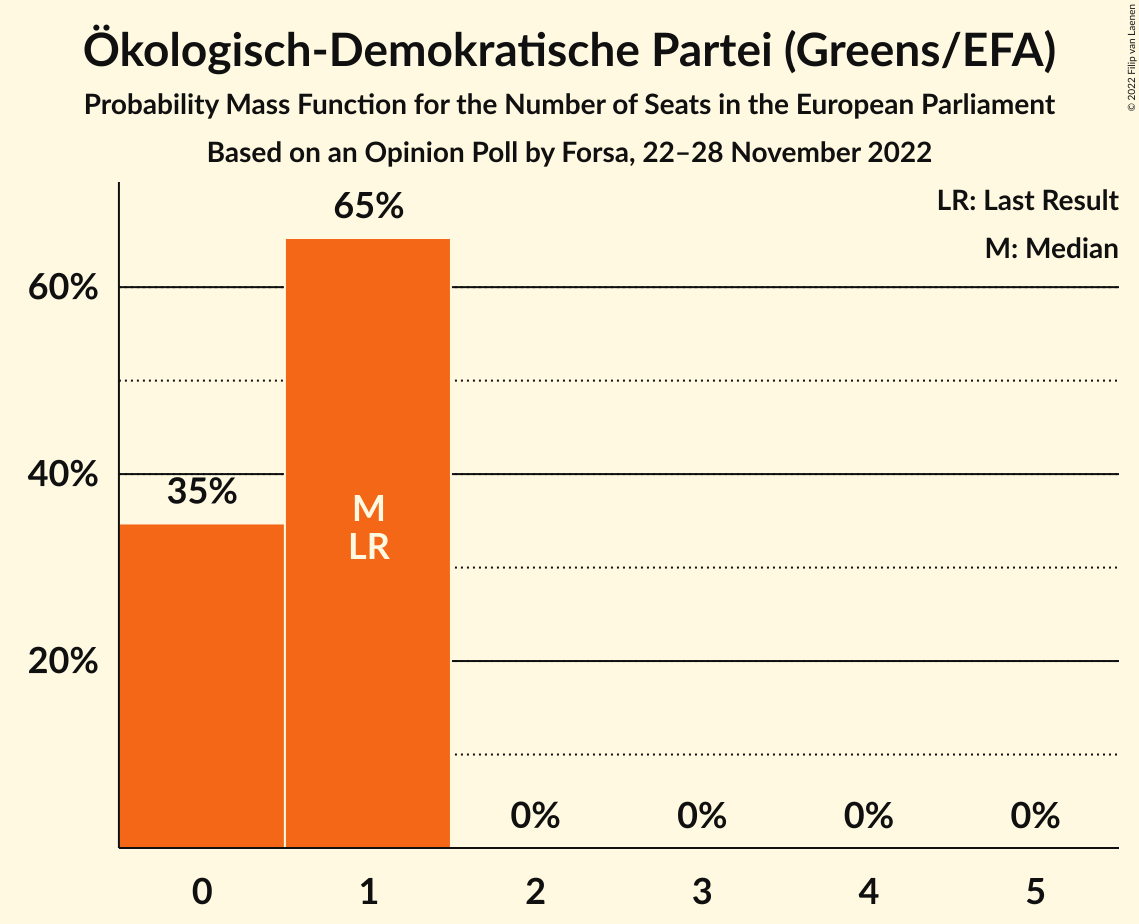 Ökologisch-Demokratische Partei (Greens/EFA)
Probability Mass Function for the Number of Seats in the European Parliament
Based on an Opinion Poll by Forsa, 22–28 November 2022
© 2022 Filip van Laenen
LR: Last Result
M: Median
65%
60%
40%
35%
M
LR
20%
0% 0% 0% 0%
0 1 2 3 4 5